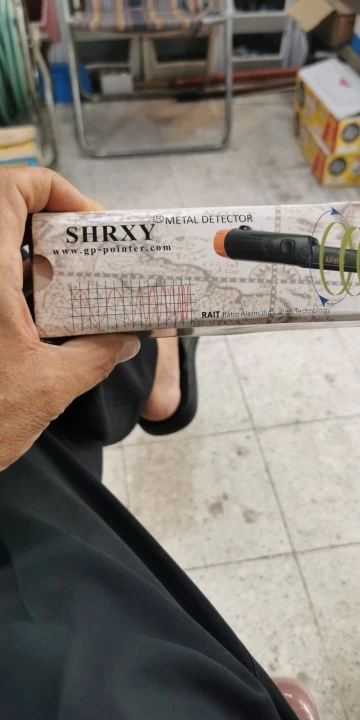 ® METAL DETECTOR
SHRXY
www.gp-pointer.com
RAIT Ratio Alarm Indication Technology